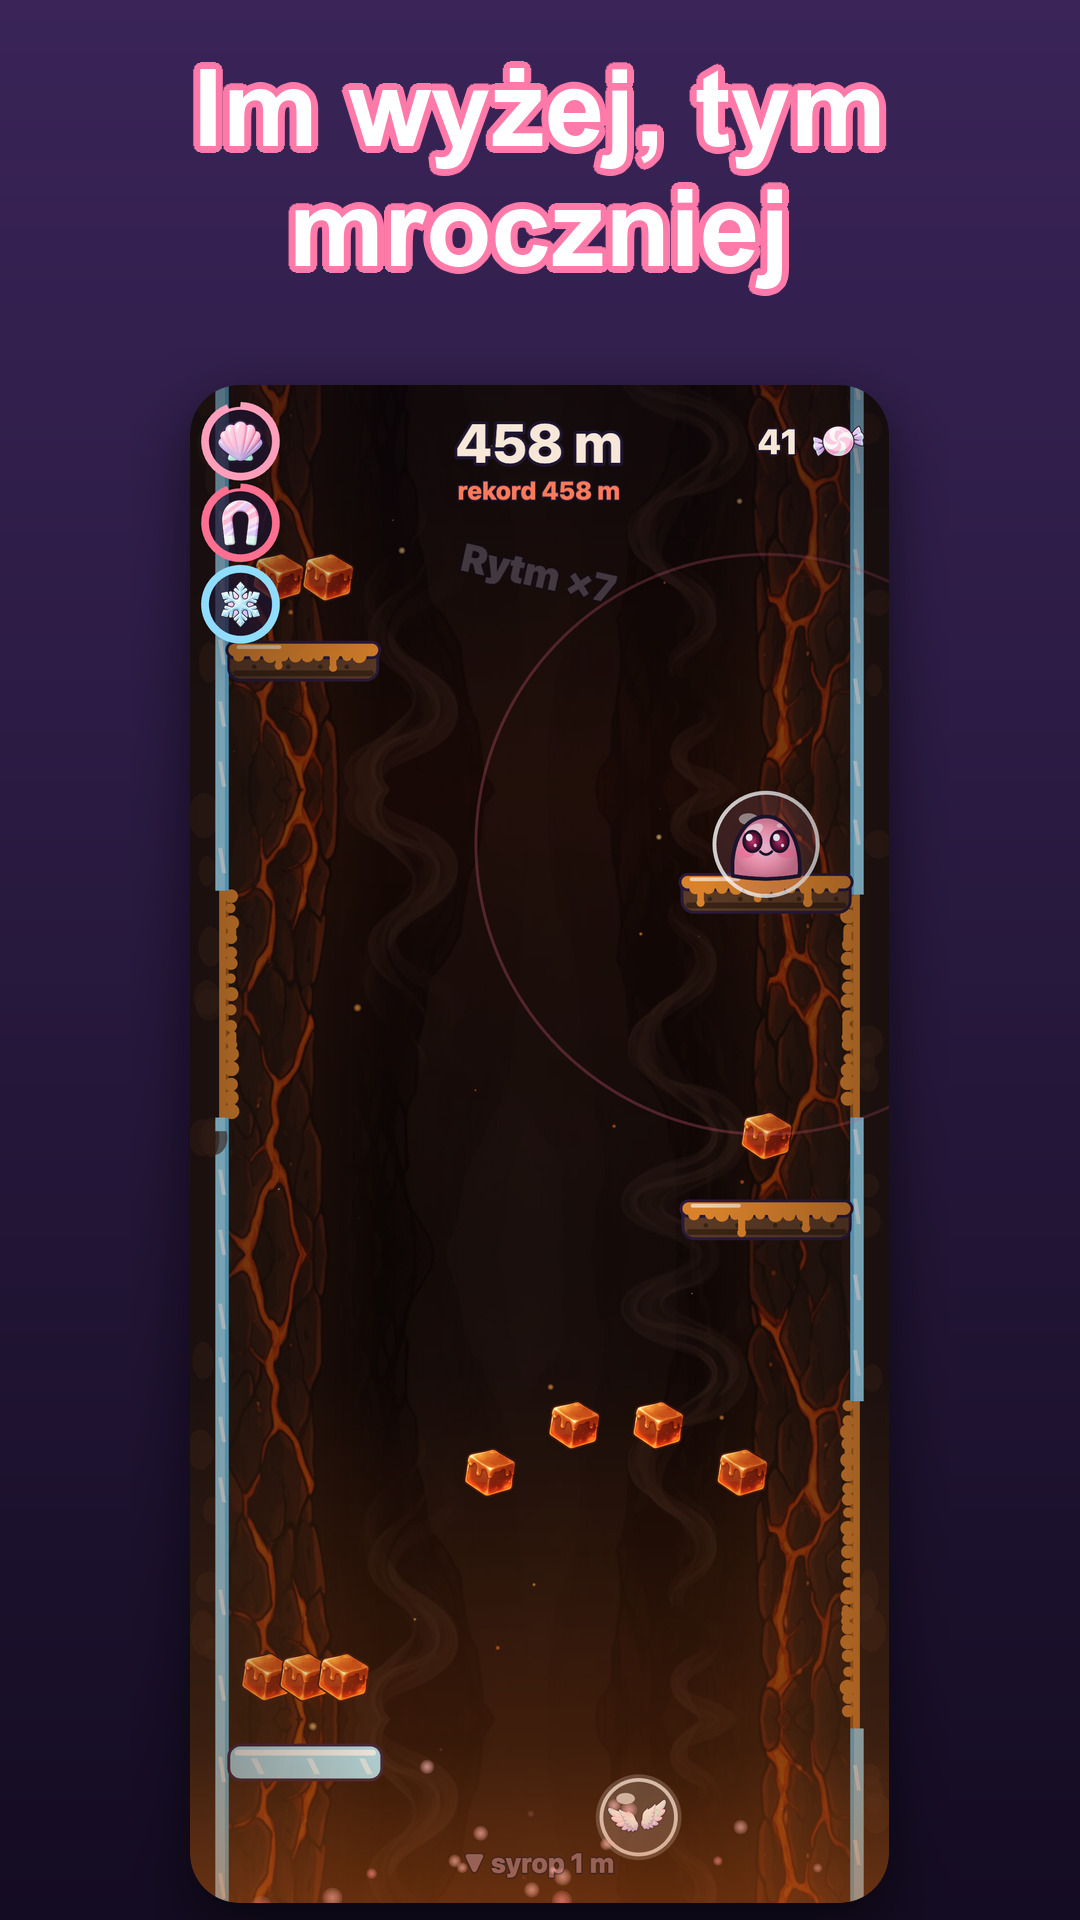 Im wyżej, tym
mroczniej
458 m
41
rekord 458 m
Rytm ×7
▼ syrop 1 m